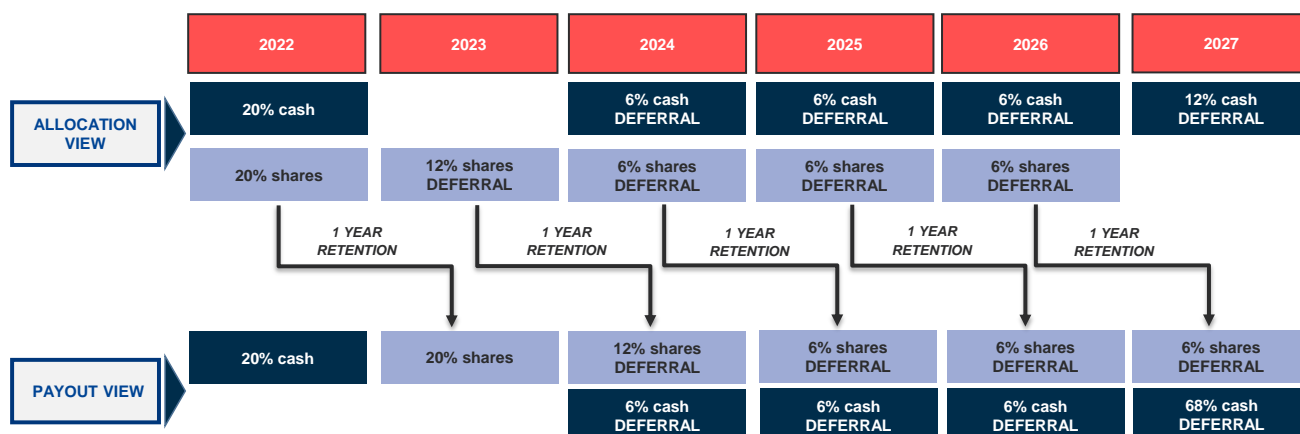 2022 2023 2024 2025 2026 2027
ALLOCATION
VIEW
20% cash
6% cash
DEFERRAL
6% cash
DEFERRAL
6% cash
DEFERRAL
12% cash
DEFERRAL
20% shares
12% shares
DEFERRAL
6% shares
DEFERRAL
6% shares
DEFERRAL
6% shares
DEFERRAL
1 YEAR
RETENTION
1 YEAR
RETENTION
1 YEAR
RETENTION
1 YEAR
RETENTION
1 YEAR
RETENTION
PAYOUT VIEW
20% cash
20% shares
12% shares
DEFERRAL
6% shares
DEFERRAL
6% shares
DEFERRAL
6% shares
DEFERRAL
6% cash
DEFERRAL
6% cash
DEFERRAL
6% cash
DEFERRAL
68% cash
DEFERRAL